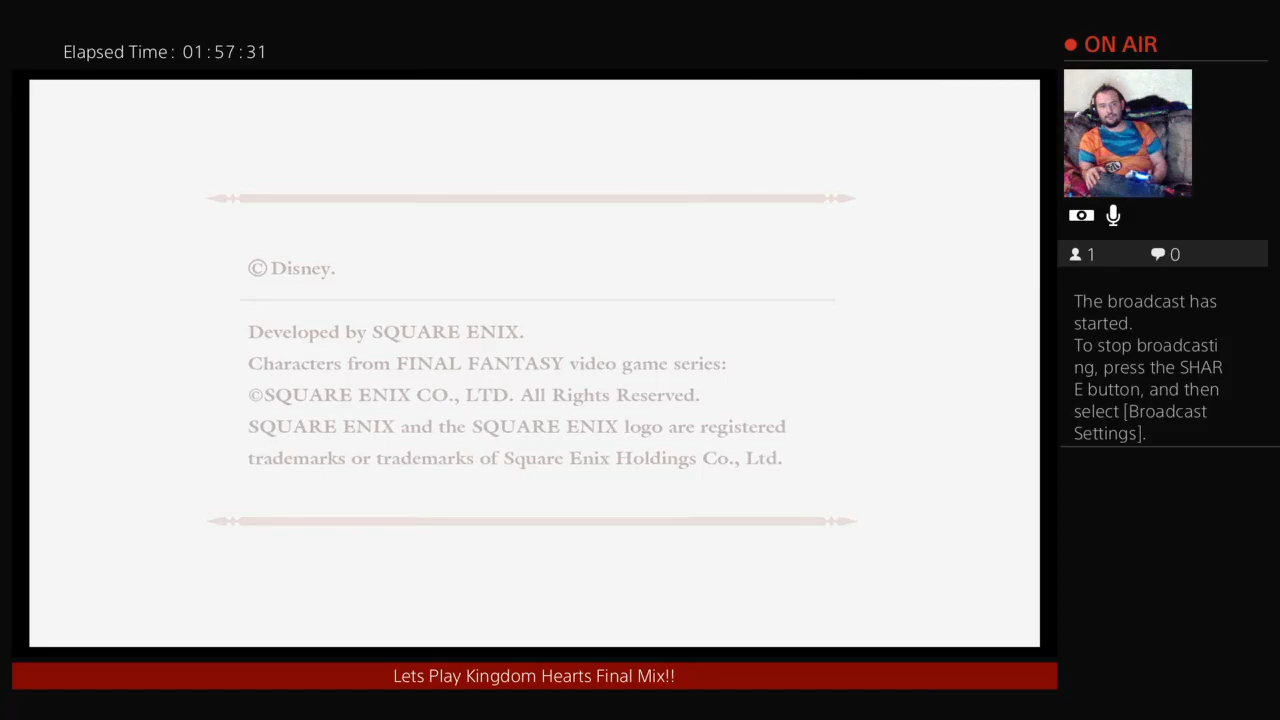 Elapsed Time: 01:57:31
ON AIR
© Disney.
Developed by SQUARE ENIX.
Characters from FINAL FANTASY video game series:
©SQUARE ENIX CO., LTD. All Rights Reserved.
SQUARE ENIX and the SQUARE ENIX logo are registered
trademarks or trademarks of Square Enix Holdings Co., Ltd.
1
0
The broadcast has
started.
To stop broadcasti
ng, press the SHAR
E button, and then
select [Broadcast
Settings].
Lets Play Kingdom Hearts Final Mix!!